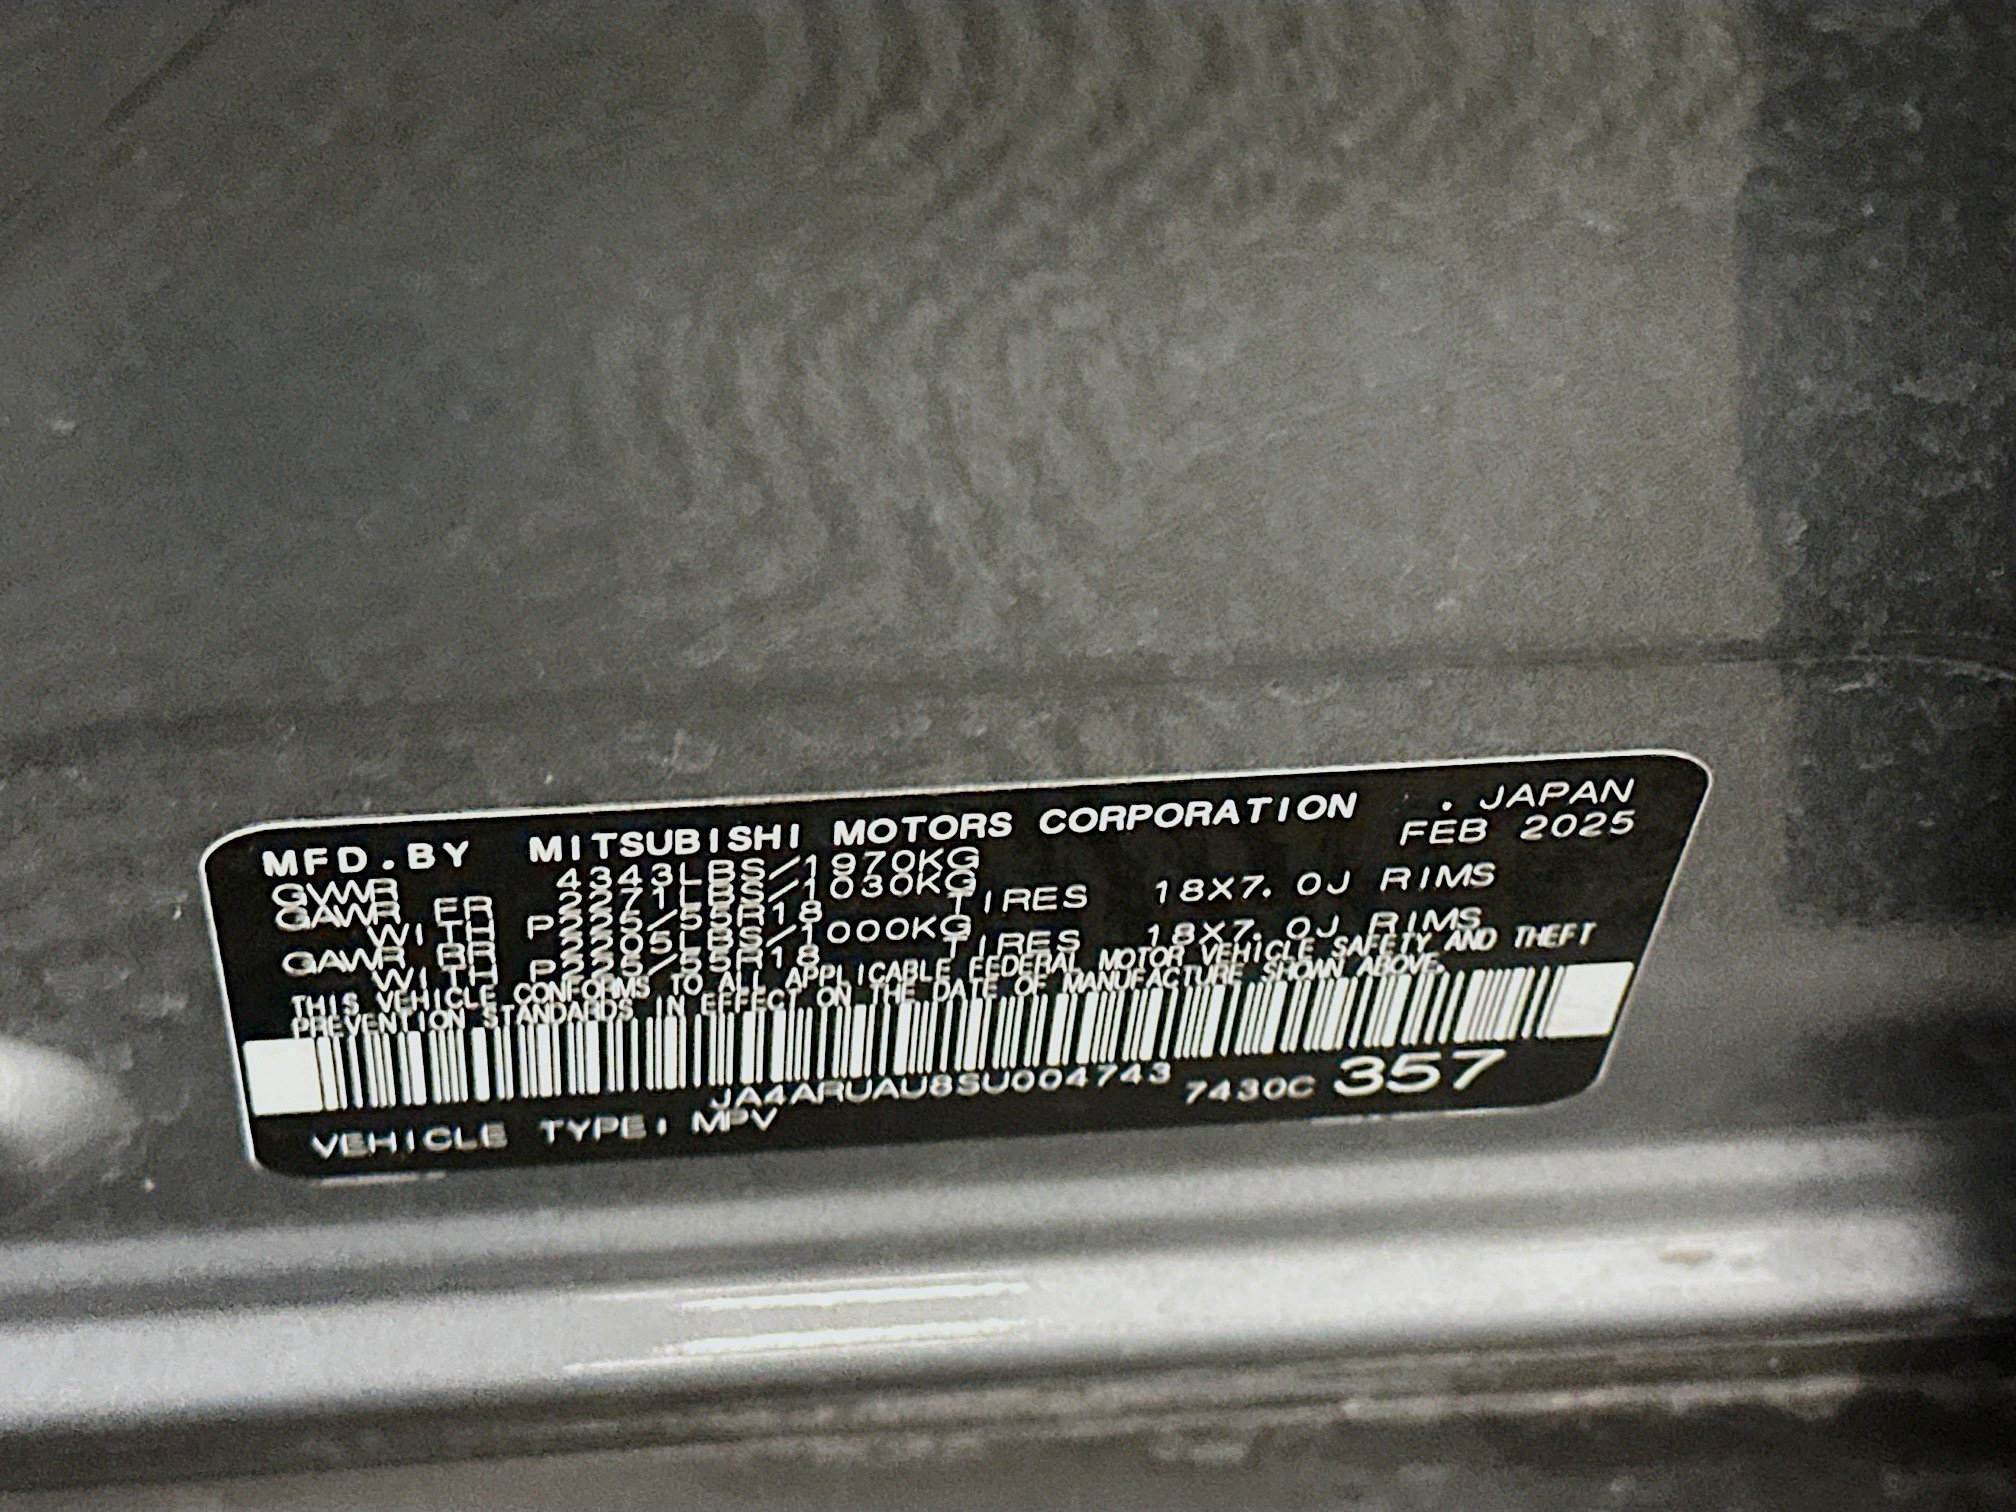 MFD.BY MITSUBISHI MOTORS CORPORATION . JAPAN
GVWR 4343LBS/1970KG FEB 2025
GAWR FR 2271LBS/1030KG
WITH P225/55R18 TIRES 18X7.0J RIMS
GAWR RR 2205LBS/1000KG
WITH P225/55R18 TIRES 18X7.0J RIMS
THIS VEHICLE CONFORMS TO ALL APPLICABLE FEDERAL MOTOR VEHICLE SAFETY AND THEFT
PREVENTION STANDARDS IN EFFECT ON THE DATE OF MANUFACTURE SHOWN ABOVE.
JA4ARUAU8SU004743 7430C 357
VEHICLE TYPE: MPV